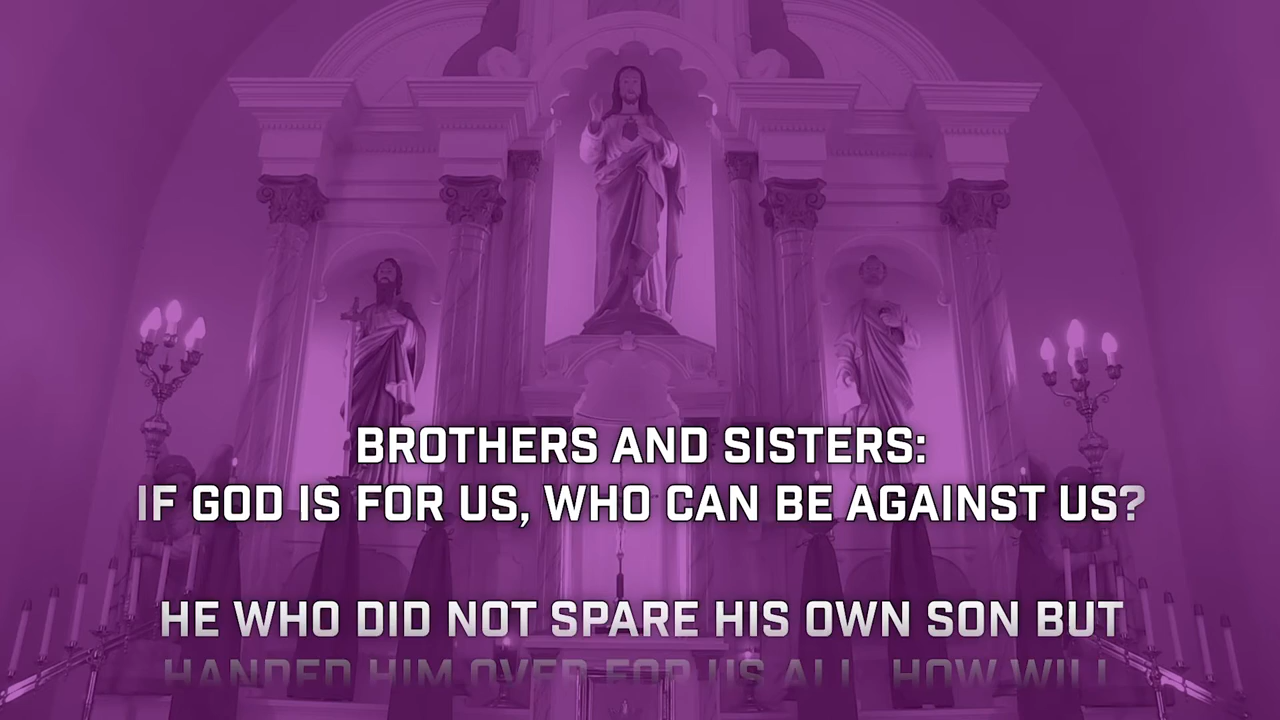 BROTHERS AND SISTERS:
IF GOD IS FOR US, WHO CAN BE AGAINST US?
HE WHO DID NOT SPARE HIS OWN SON BUT
HANDED HIM OVER FOR US ALL, HOW WILL